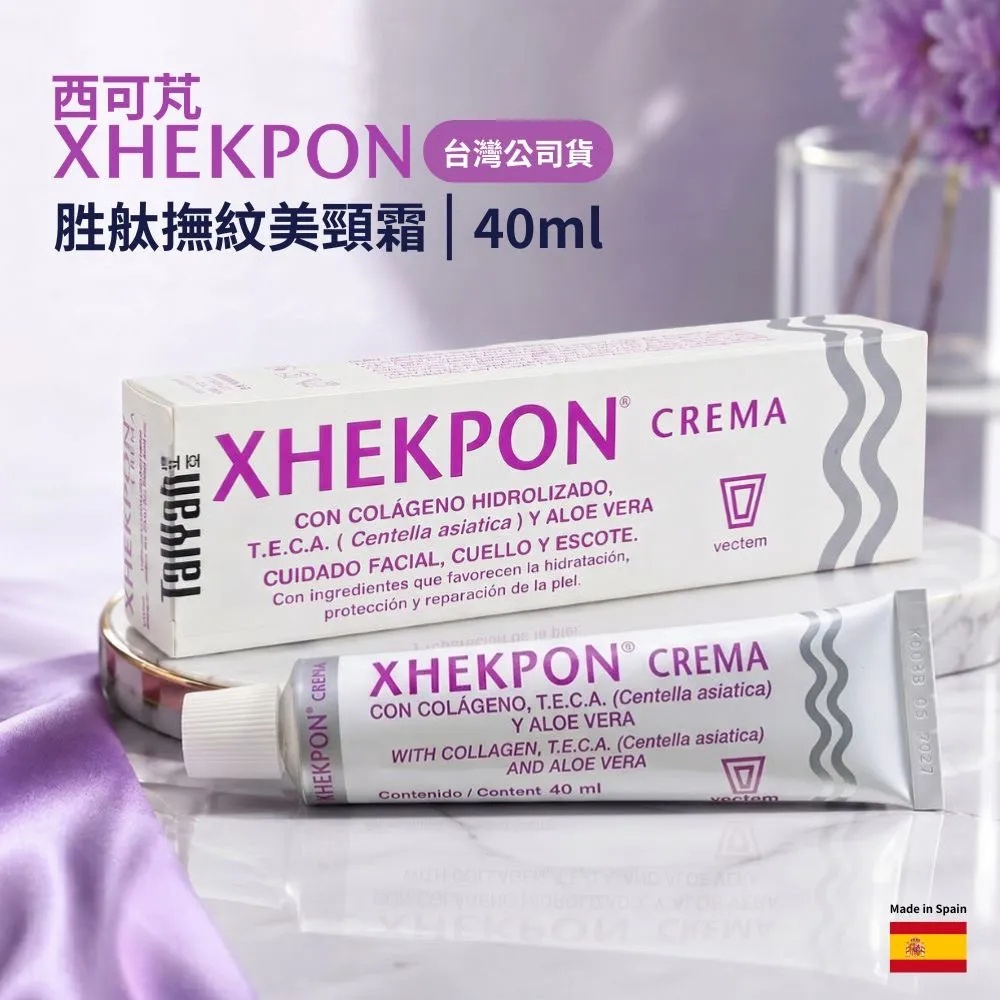 西可芃
XHEKPON 台灣公司貨
胜肽撫紋美頸霜 | 40ml
XHEKPON® CREMA
CON COLÁGENO HIDROLIZADO,
T.E.C.A. ( Centella asiatica ) Y ALOE VERA
CUIDADO FACIAL, CUELLO Y ESCOTE.
Con ingredientes que favorecen la hidratación,
protección y reparación de la piel.
vectem
XHEKPON
CREMA
TaiYah
XHEKPON® CREMA
CON COLÁGENO, T.E.C.A. (Centella asiatica)
Y ALOE VERA
WITH COLLAGEN, T.E.C.A. (Centella asiatica)
AND ALOE VERA
Contenido / Content 40 ml
vectem
XHEKPON® CREMA
K003B 05 2027
Made in Spain